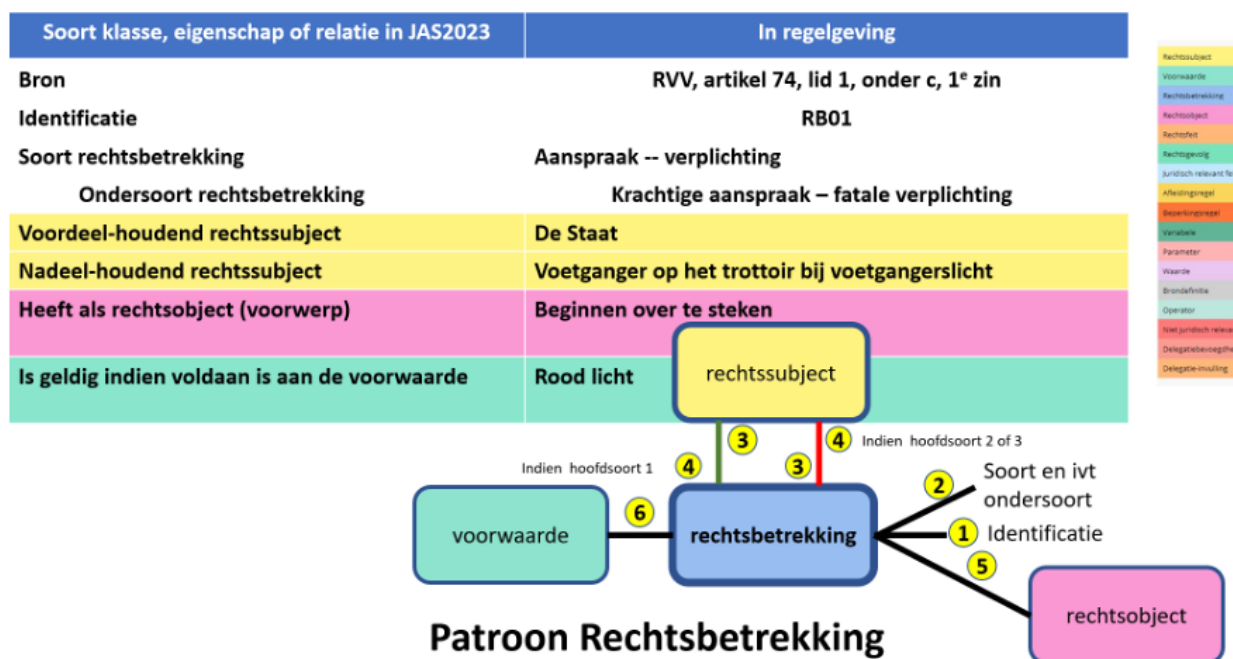 Soort klasse, eigenschap of relatie in JAS2023 In regelgeving
Bron RVV, artikel 74, lid 1, onder c, 1e zin
Identificatie RB01
Soort rechtsbetrekking Aanspraak -- verplichting
Ondersoort rechtsbetrekking Krachtige aanspraak – fatale verplichting
Voordeel-houdend rechtssubject De Staat
Nadeel-houdend rechtssubject Voetganger op het trottoir bij voetgangerslicht
Heeft als rechtsobject (voorwerp) Beginnen over te steken
Is geldig indien voldaan is aan de voorwaarde Rood licht
rechtssubject
3
4
Indien hoofdsoort 2 of 3
Indien hoofdsoort 1
4
3
2
Soort en ivt
ondersoort
voorwaarde
6
rechtsbetrekking
1
Identificatie
5
rechtsobject
Patroon Rechtsbetrekking
Rechtssubject
Voorwaarde
Rechtsbetrekking
Rechtsobject
Rechtsfeit
Rechtsgevolg
Juridisch relevant
Afleidingsregel
Beperkingsregel
Variabele
Parameter
Waarde
Brondefinitie
Operator
Niet juridisch
Delegatie-invulling